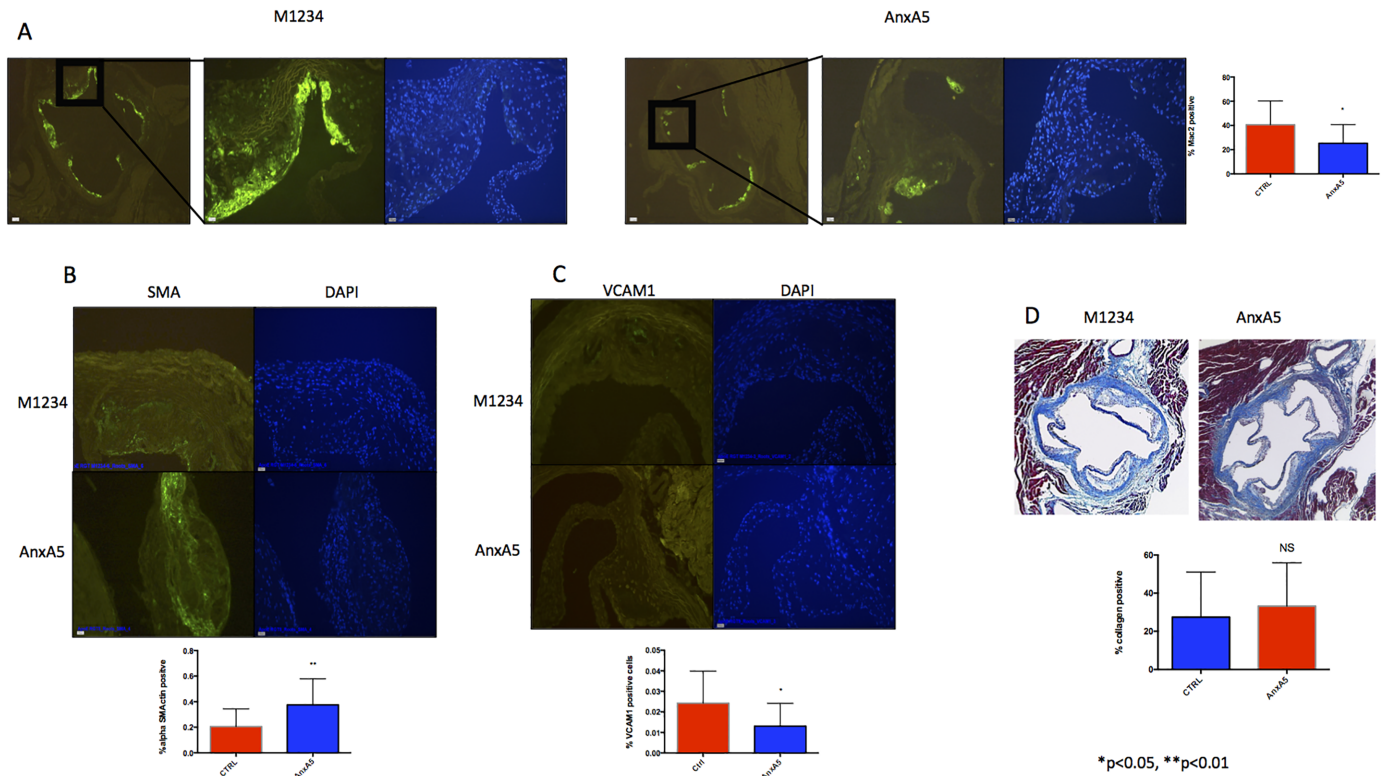 M1234
AnxA5
A
% Mac2 positive
80
60
40
20
0
CTRL
AnxA5
*
B
SMA
DAPI
M1234
AnxA5
%alpha SMActin positve
0.8
0.6
0.4
0.2
0.0
CTRL
AnxA5
**
C
VCAM1
DAPI
M1234
AnxA5
% VCAM1 positive cells
0.05
0.04
0.03
0.02
0.01
0.00
Ctrl
AnxA5
*
D
M1234
AnxA5
NS
% collagen positive
60
40
20
0
CTRL
AnxA5
*p<0.05, **p<0.01